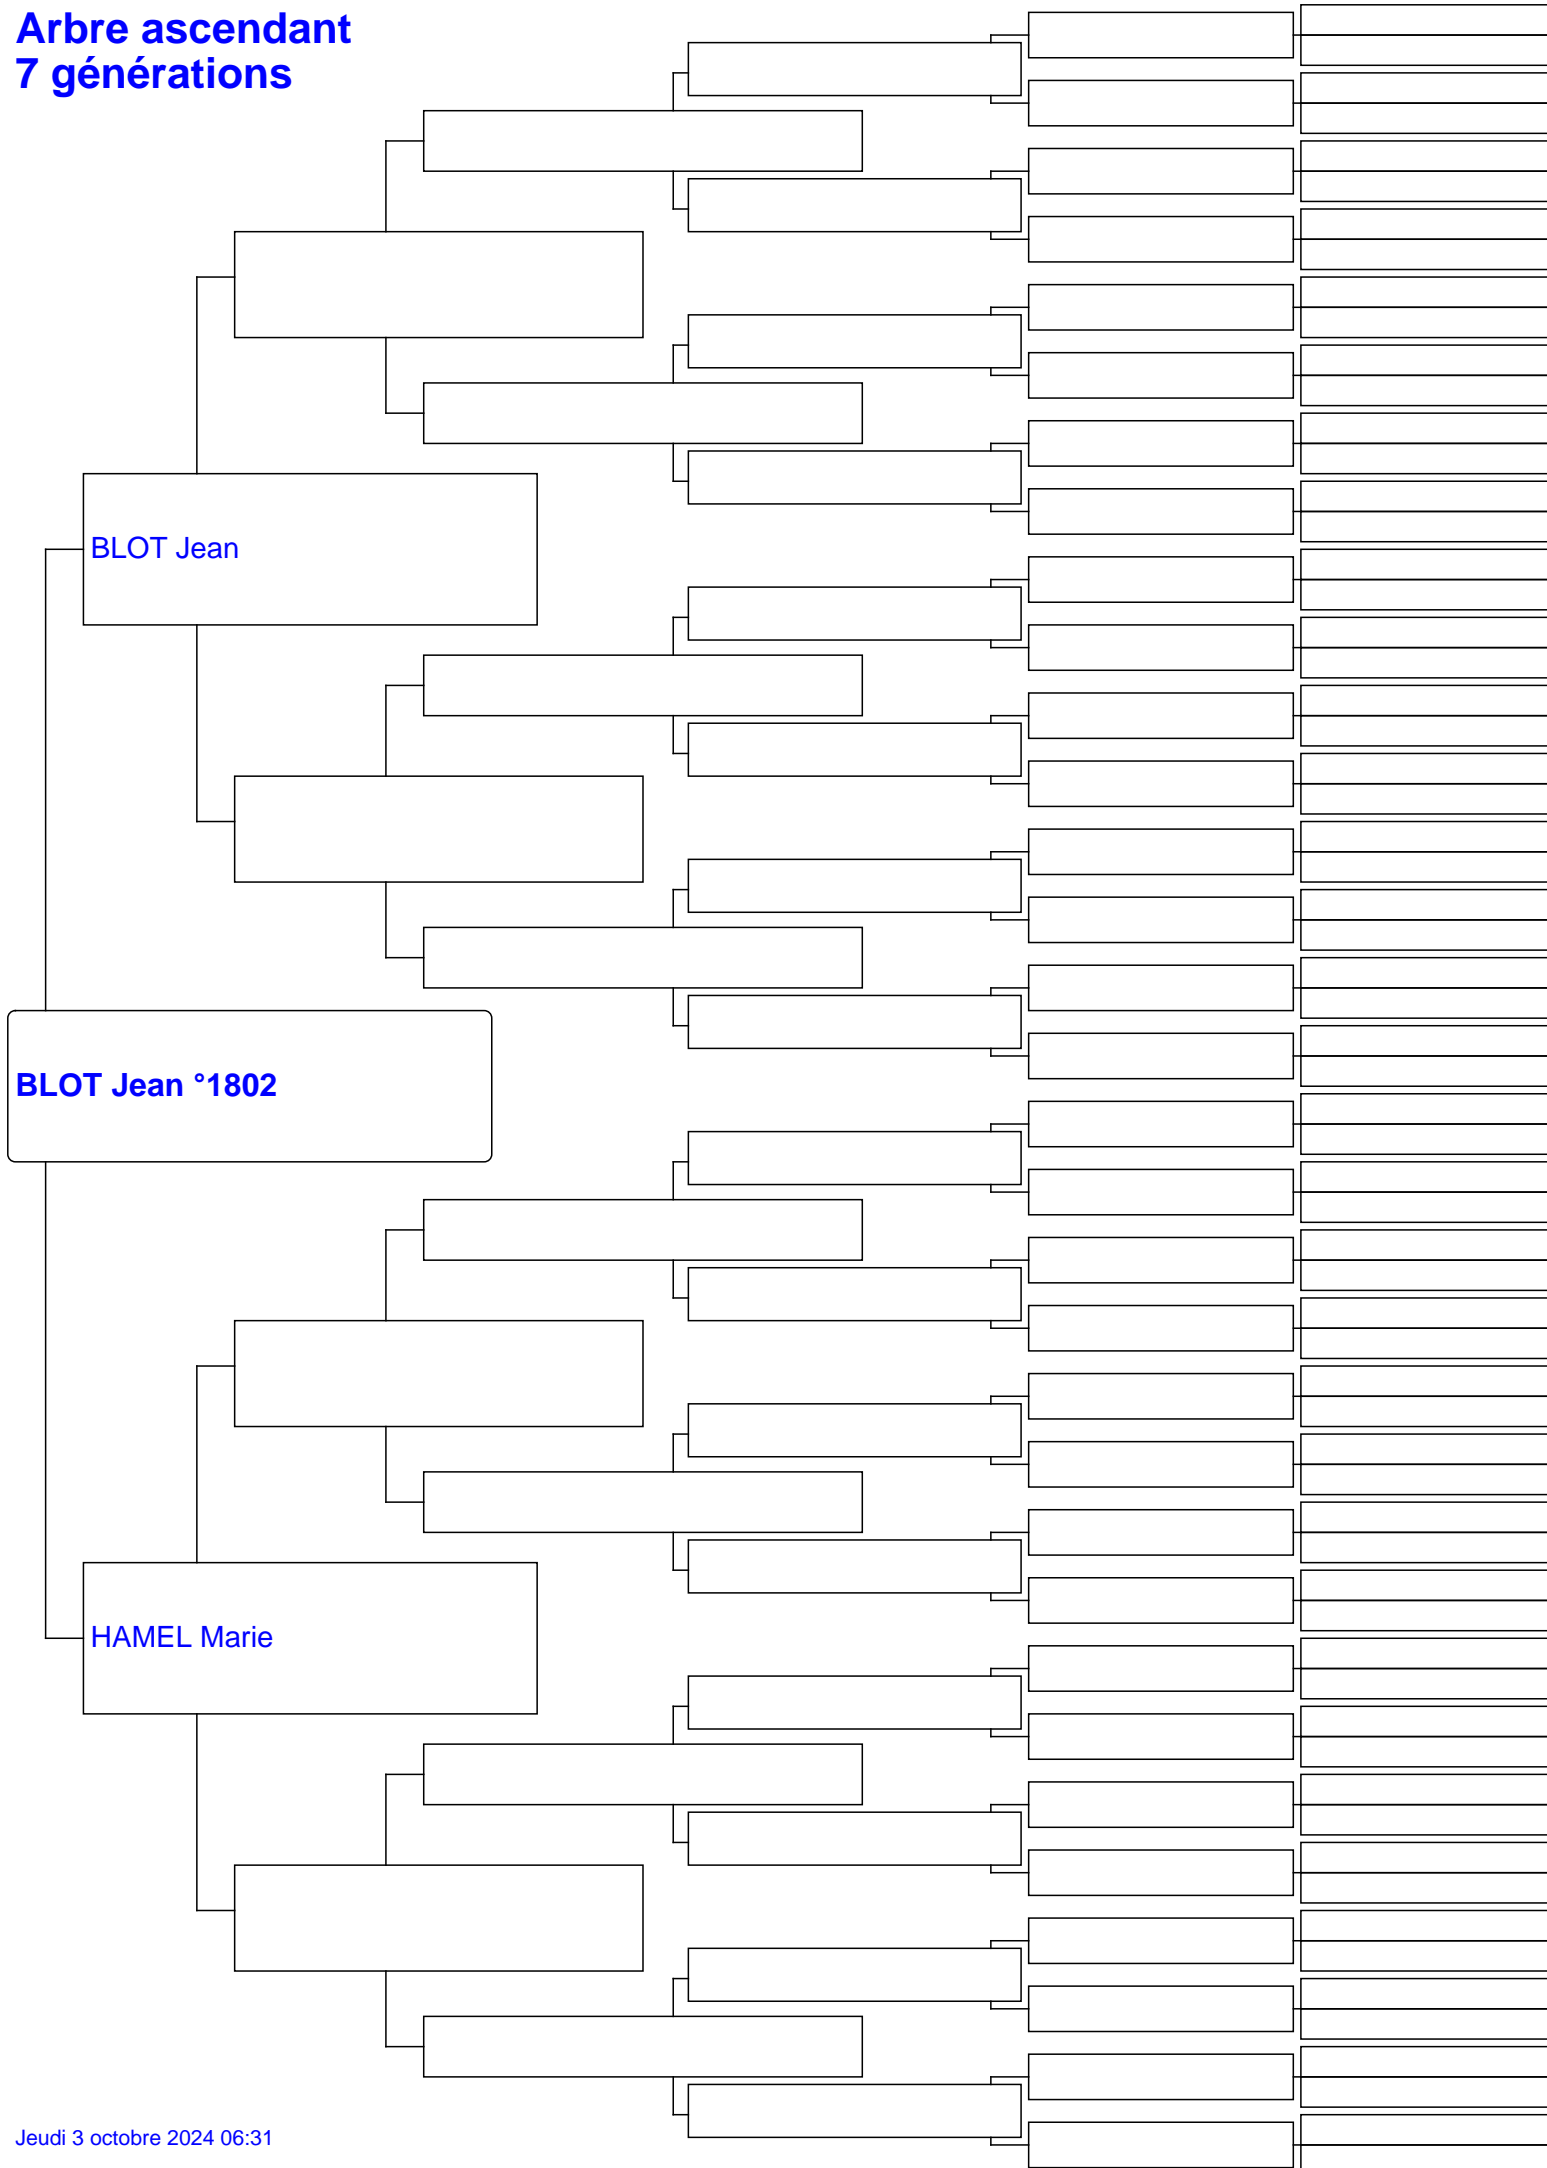 Arbre ascendant
7 générations
BLOT Jean
BLOT Jean °1802
HAMEL Marie
Jeudi 3 octobre 2024 06:31